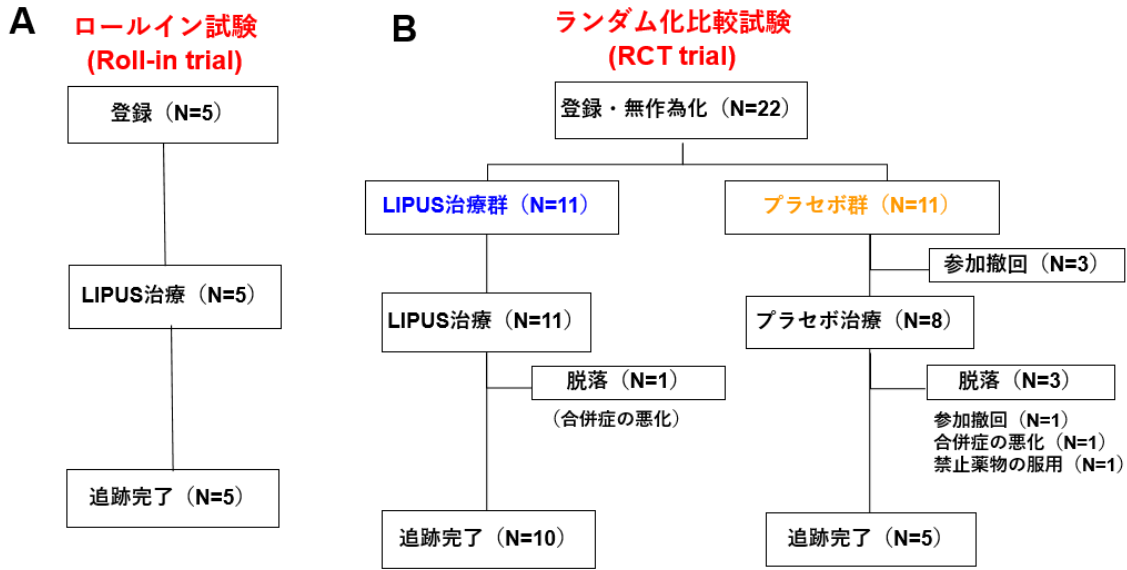 A
ロールイン試験
(Roll-in trial)
登録（N=5）
LIPUS治療（N=5）
追跡完了（N=5）
B
ランダム化比較試験
(RCT trial)
登録・無作為化（N=22）
LIPUS治療群（N=11）
プラセボ群（N=11）
参加撤回（N=3）
LIPUS治療（N=11）
プラセボ治療（N=8）
脱落（N=1）
（合併症の悪化）
脱落（N=3）
参加撤回（N=1）
合併症の悪化（N=1）
禁止薬物の服用（N=1）
追跡完了（N=10）
追跡完了（N=5）